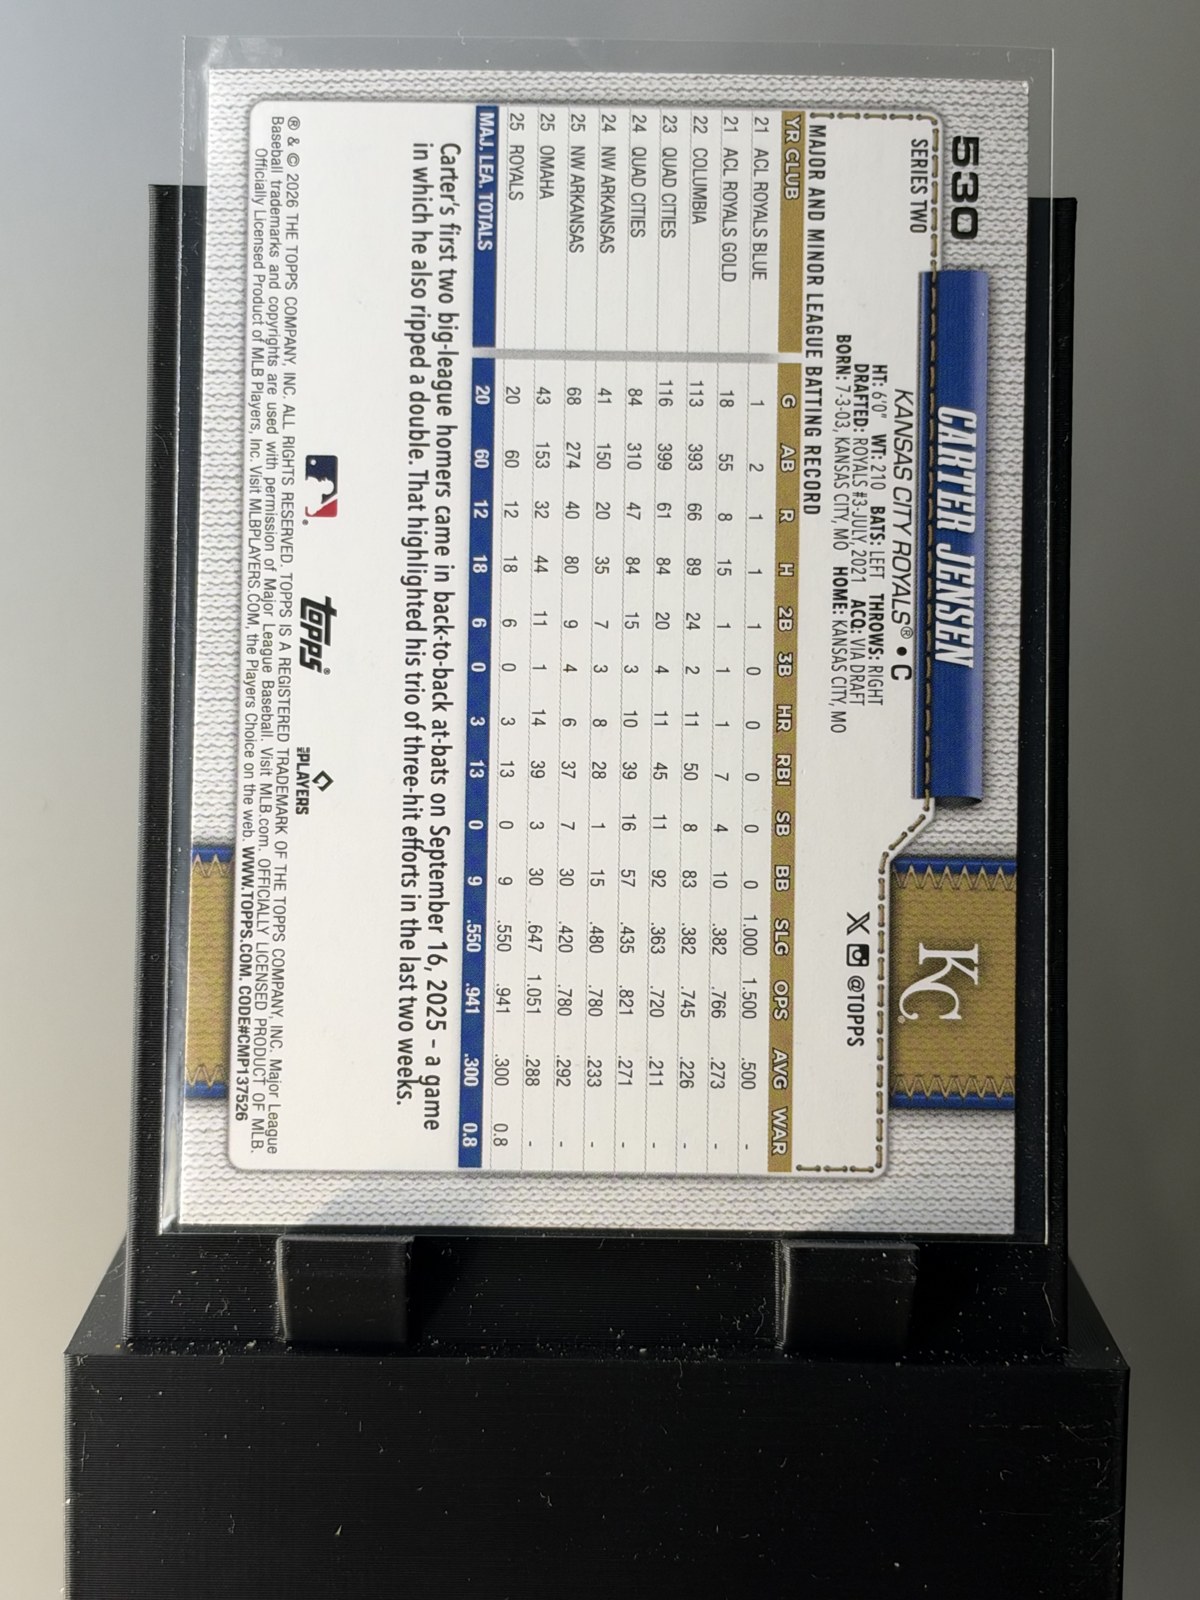 530
SERIES TWO
CARTER JENSEN
KANSAS CITY ROYALS® • C
HT: 6'0" WT: 210 BATS: LEFT THROWS: RIGHT
DRAFTED: ROYALS #3-JULY, 2021 ACQ: VIA DRAFT
BORN: 7-3-03, KANSAS CITY, MO HOME: KANSAS CITY, MO
KC
X @TOPPS
MAJOR AND MINOR LEAGUE BATTING RECORD
YR CLUB G AB R H 2B 3B HR RBI SB BB SLG OPS AVG WAR
21 ACL ROYALS BLUE 1 2 1 1 1 0 0 0 0 0 1.000 1.500 .500 -
21 ACL ROYALS GOLD 18 55 8 15 1 1 1 7 4 10 .382 .766 .273 -
22 COLUMBIA 113 393 66 89 24 2 11 50 8 83 .382 .745 .226 -
23 QUAD CITIES 116 399 61 84 20 4 11 45 11 92 .363 .720 .211 -
24 QUAD CITIES 84 310 47 84 15 3 10 39 16 57 .435 .821 .271 -
24 NW ARKANSAS 41 150 20 35 7 3 8 28 1 15 .480 .780 .233 -
25 NW ARKANSAS 68 274 40 80 9 4 6 37 7 30 .420 .780 .292 -
25 OMAHA 43 153 32 44 11 1 14 39 3 30 .647 1.051 .288 -
25 ROYALS 20 60 12 18 6 0 3 13 0 9 .550 .941 .300 0.8
MAJ. LEA. TOTALS 20 60 12 18 6 0 3 13 0 9 .550 .941 .300 0.8
Carter's first two big-league homers came in back-to-back at-bats on September 16, 2025 – a game
in which he also ripped a double. That highlighted his trio of three-hit efforts in the last two weeks.
topps®
PLAYERS
® & © 2026 THE TOPPS COMPANY, INC. ALL RIGHTS RESERVED. TOPPS IS A REGISTERED TRADEMARK OF THE TOPPS COMPANY, INC. Major League
Baseball trademarks and copyrights are used with permission of Major League Baseball. Visit MLB.com. OFFICIALLY LICENSED PRODUCT OF MLB.
Officially Licensed Product of MLB Players, Inc. Visit MLBPLAYERS.COM, the Players Choice on the web. WWW.TOPPS.COM. CODE#CMP137526